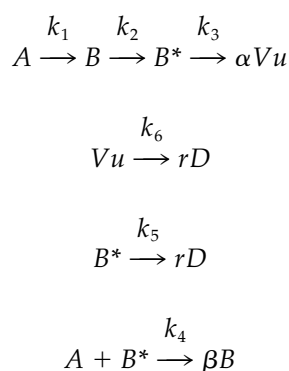 k₁ k₂ k₃
A ⟶ B ⟶ B* ⟶ αVu
k₆
Vu ⟶ rD
k₅
B* ⟶ rD
k₄
A + B* ⟶ βB